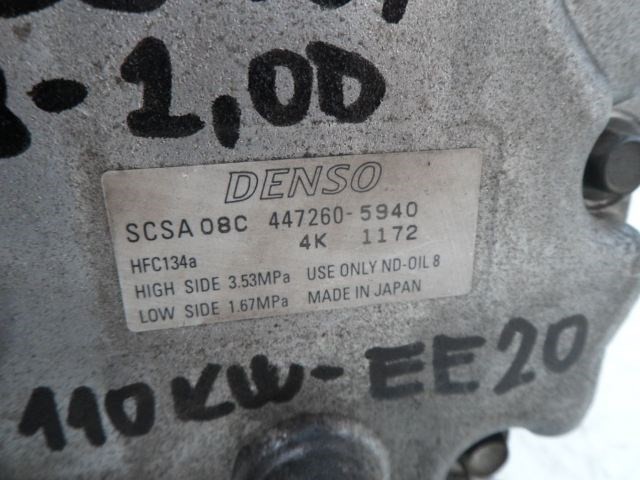 -2,0D
DENSO
SCSA08C 447260-5940
4K 1172
HFC134a
HIGH SIDE 3.53MPa USE ONLY ND-OIL 8
LOW SIDE 1.67MPa MADE IN JAPAN
110KW-EE20